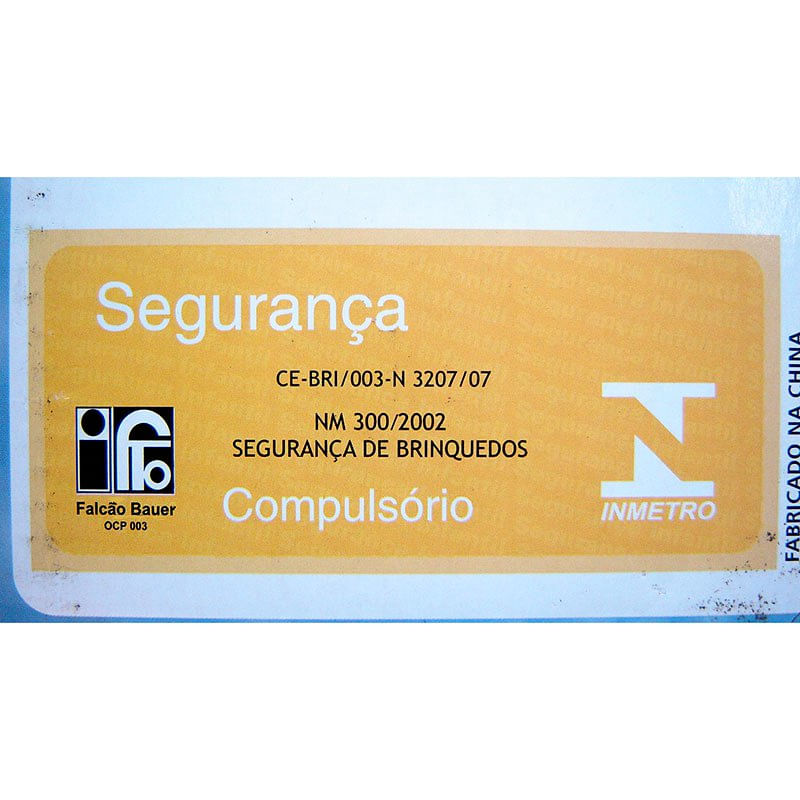 Segurança
CE-BRI/003-N 3207/07
NM 300/2002
SEGURANÇA DE BRINQUEDOS
Compulsório
Falcão Bauer
OCP 003
INMETRO
FABRICADO NA CHINA